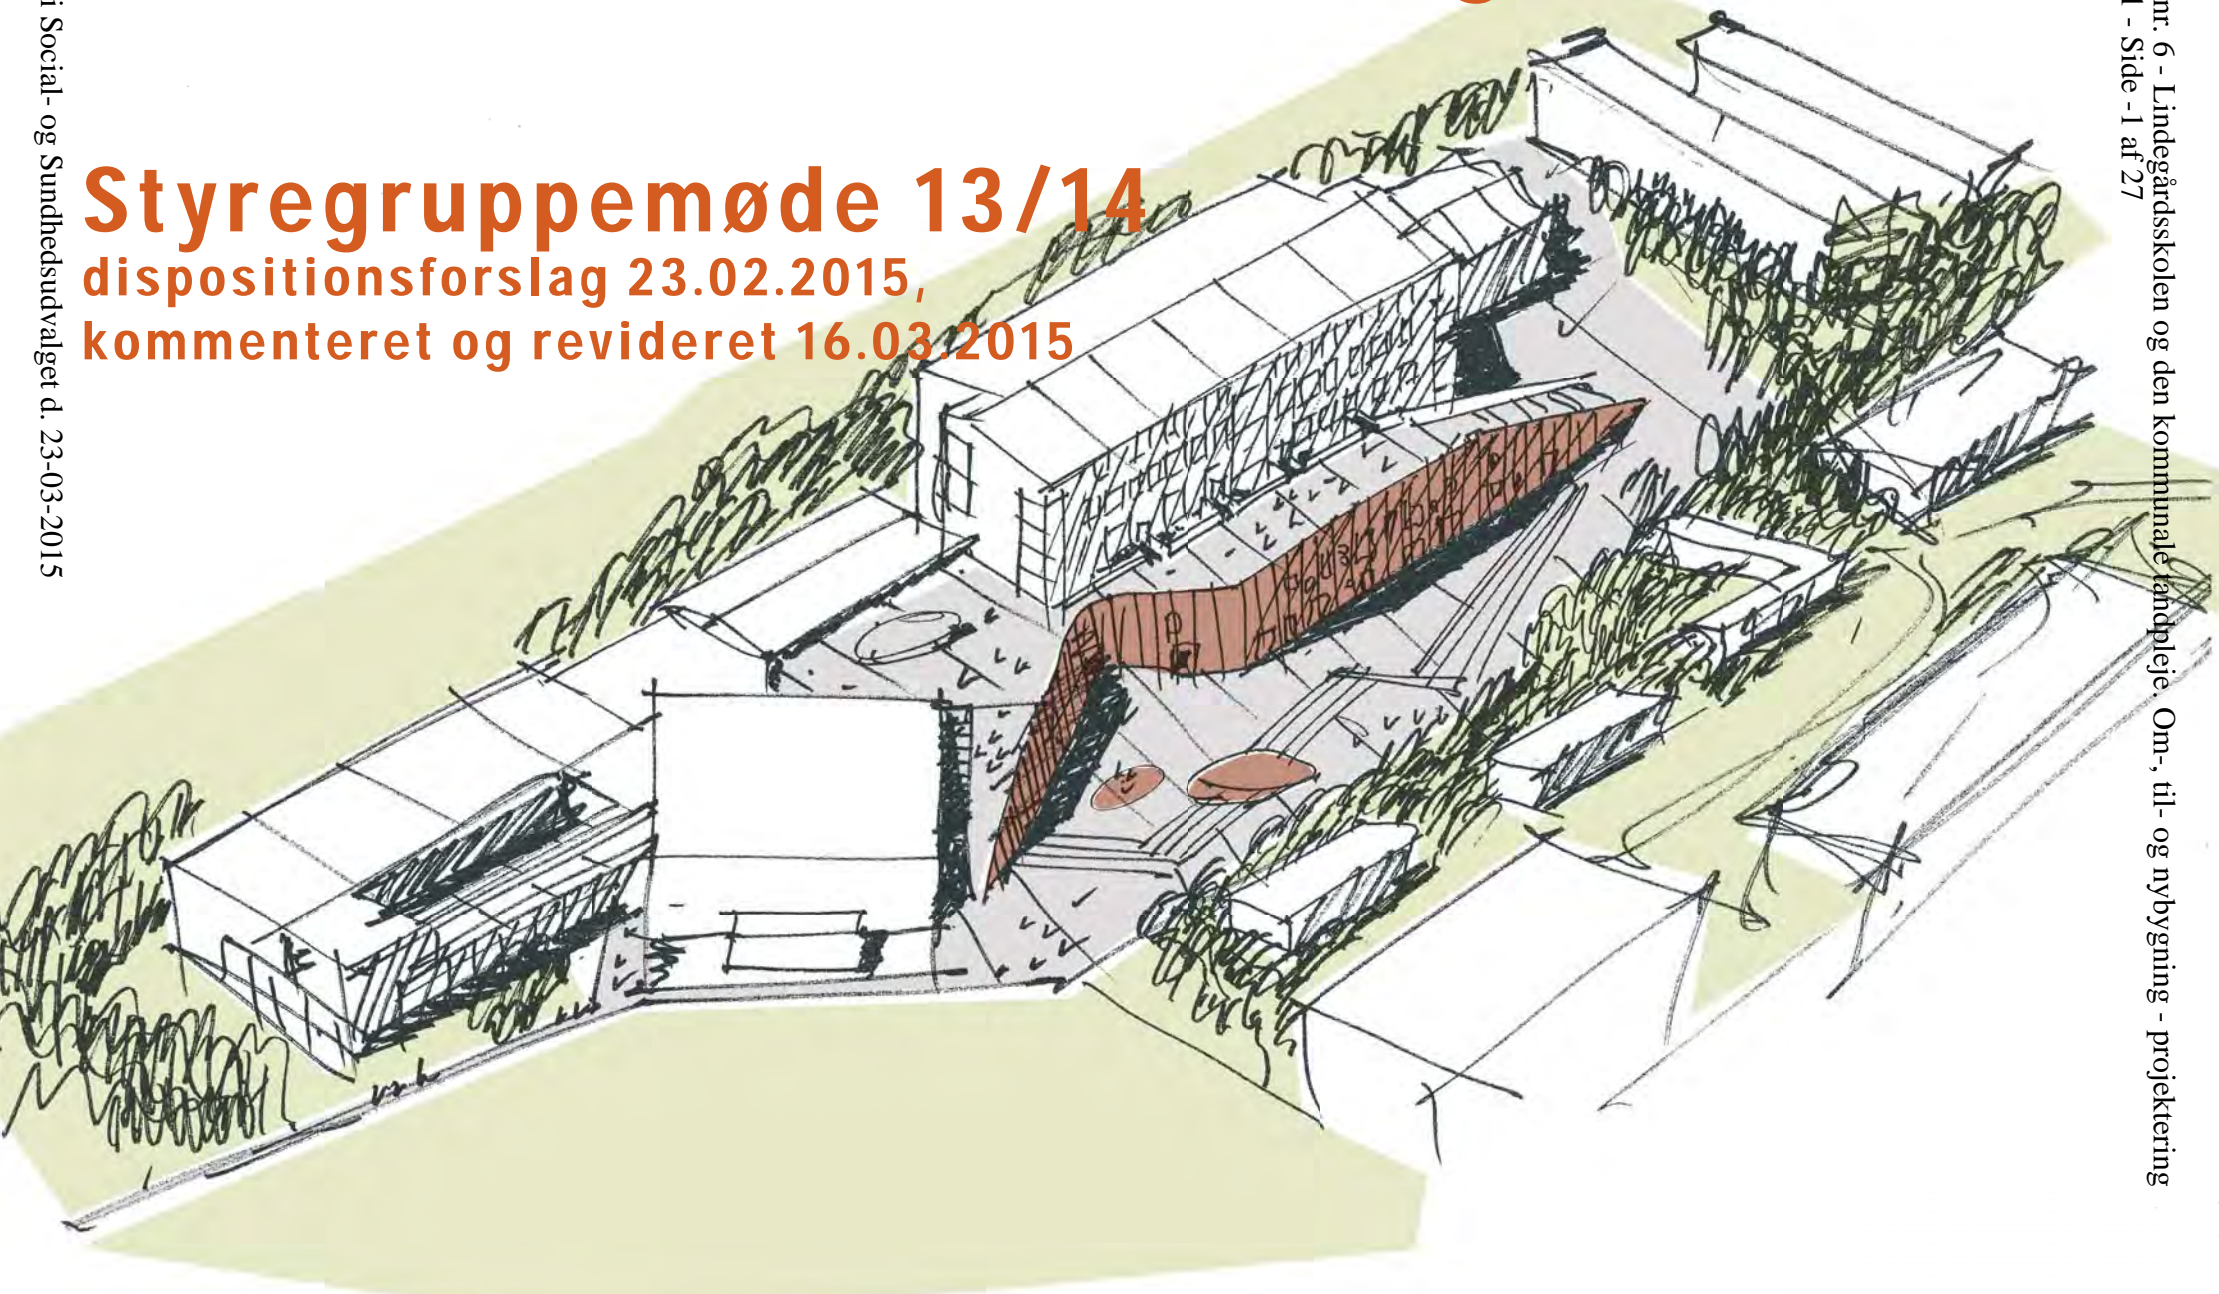 Styregruppemøde 13/14
dispositionsforslag 23.02.2015,
kommenteret og revideret 16.03.2015
i Social- og Sundhedsudvalget d. 23-03-2015
nr. 6 - Lindegårdsskolen og den kommunale tandpleje. Om-, til- og nybygning - projektering
- Side -1 af 27